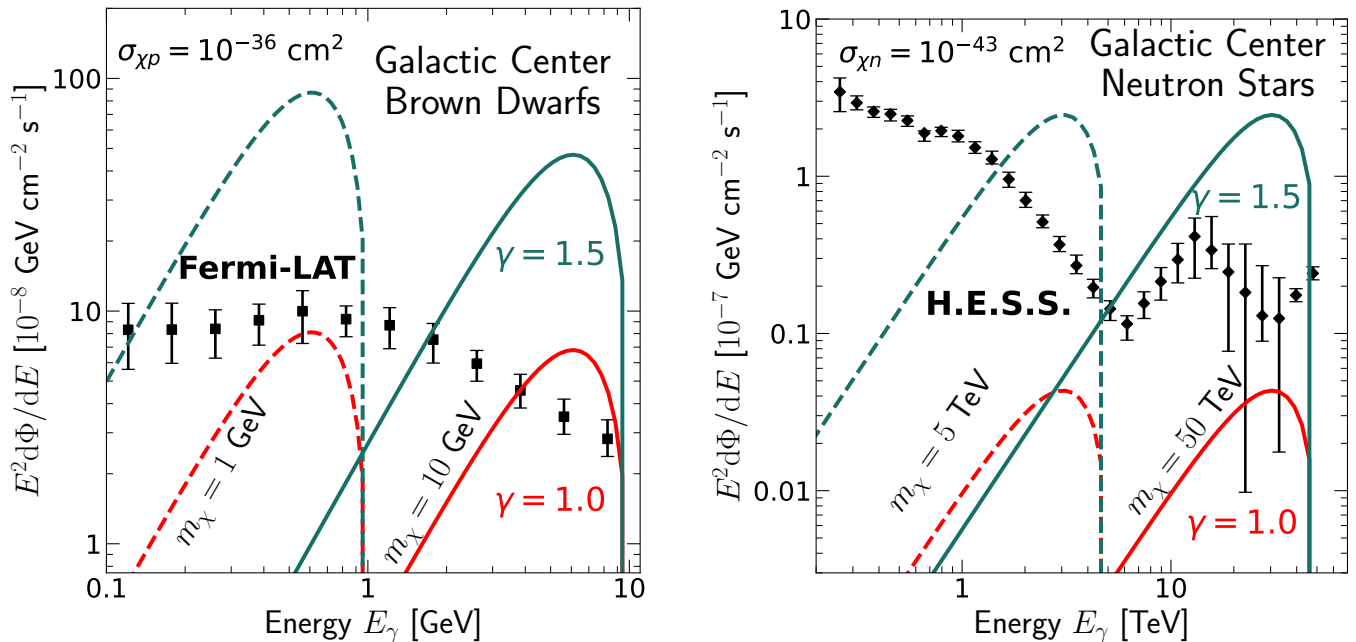 σχp = 10⁻³⁶ cm²
Galactic Center
Brown Dwarfs
Fermi-LAT
γ = 1.5
γ = 1.0
mχ = 1 GeV
mχ = 10 GeV
100
10
1
0.1
1
10
E²dΦ/dE [10⁻⁸ GeV cm⁻² s⁻¹]
Energy Eγ [GeV]
σχn = 10⁻⁴³ cm²
Galactic Center
Neutron Stars
H.E.S.S.
γ = 1.5
γ = 1.0
mχ = 5 TeV
mχ = 50 TeV
10
1
0.1
0.01
1
10
E²dΦ/dE [10⁻⁷ GeV cm⁻² s⁻¹]
Energy Eγ [TeV]